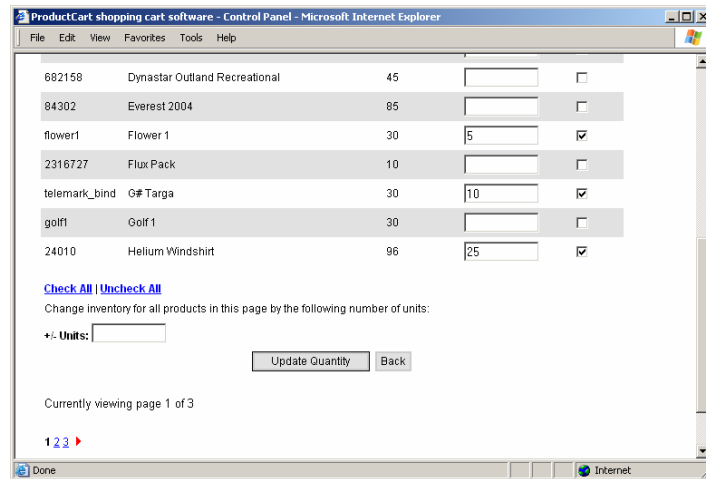 ProductCart shopping cart software - Control Panel - Microsoft Internet Explorer
File Edit View Favorites Tools Help
682158 Dynastar Outland Recreational 45
84302 Everest 2004 85
flower1 Flower 1 30 5
2316727 Flux Pack 10
telemark_bind G# Targa 30 10
golf1 Golf 1 30
24010 Helium Windshirt 96 25
Check All | Uncheck All
Change inventory for all products in this page by the following number of units:
+/- Units:
Update Quantity Back
Currently viewing page 1 of 3
1 2 3
Done Internet